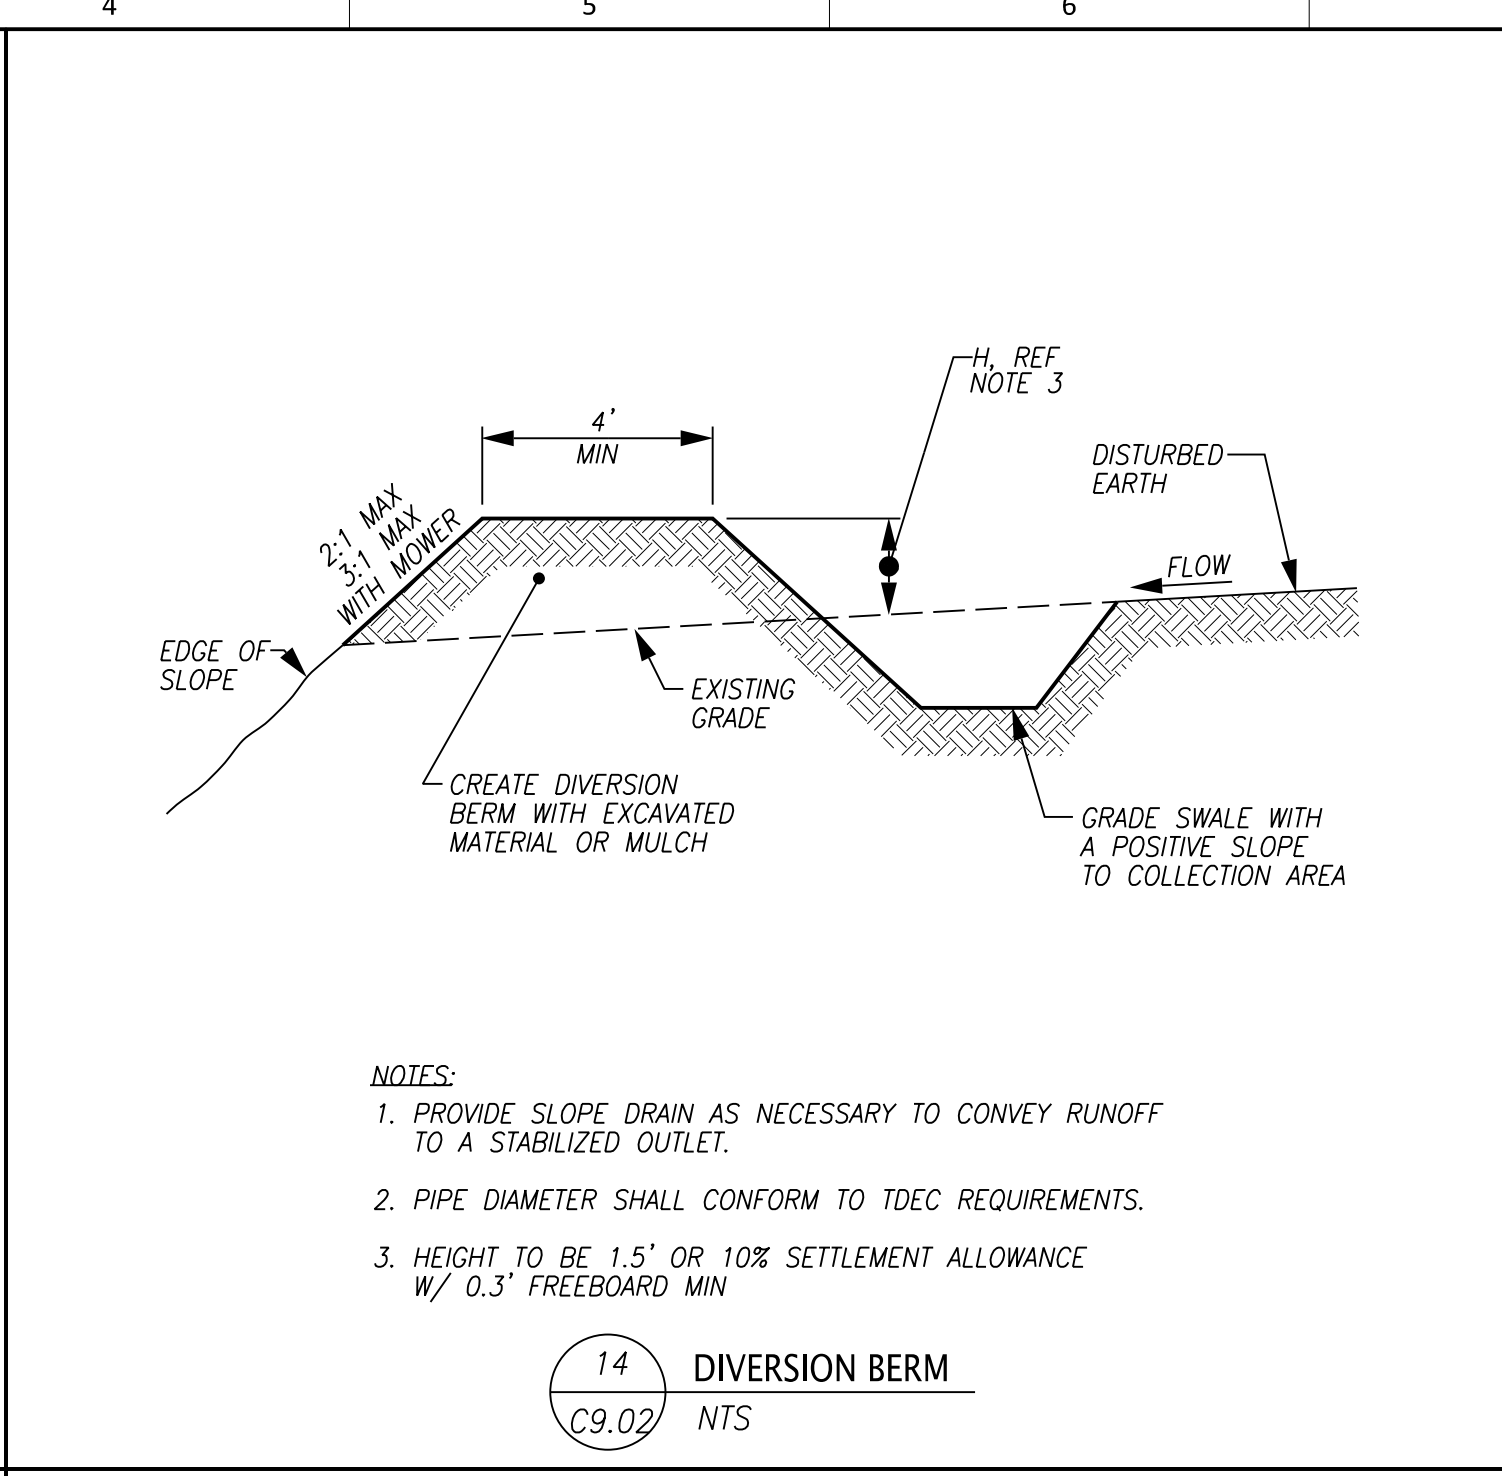 4 5 6
H, REF
NOTE 3
4'
MIN
DISTURBED
EARTH
2:1 MAX
3:1 MAX
WITH MOWER
FLOW
EDGE OF
SLOPE
EXISTING
GRADE
CREATE DIVERSION
BERM WITH EXCAVATED
MATERIAL OR MULCH
GRADE SWALE WITH
A POSITIVE SLOPE
TO COLLECTION AREA
NOTES:
1. PROVIDE SLOPE DRAIN AS NECESSARY TO CONVEY RUNOFF
TO A STABILIZED OUTLET.
2. PIPE DIAMETER SHALL CONFORM TO TDEC REQUIREMENTS.
3. HEIGHT TO BE 1.5' OR 10% SETTLEMENT ALLOWANCE
W/ 0.3' FREEBOARD MIN
14 DIVERSION BERM
C9.02 NTS